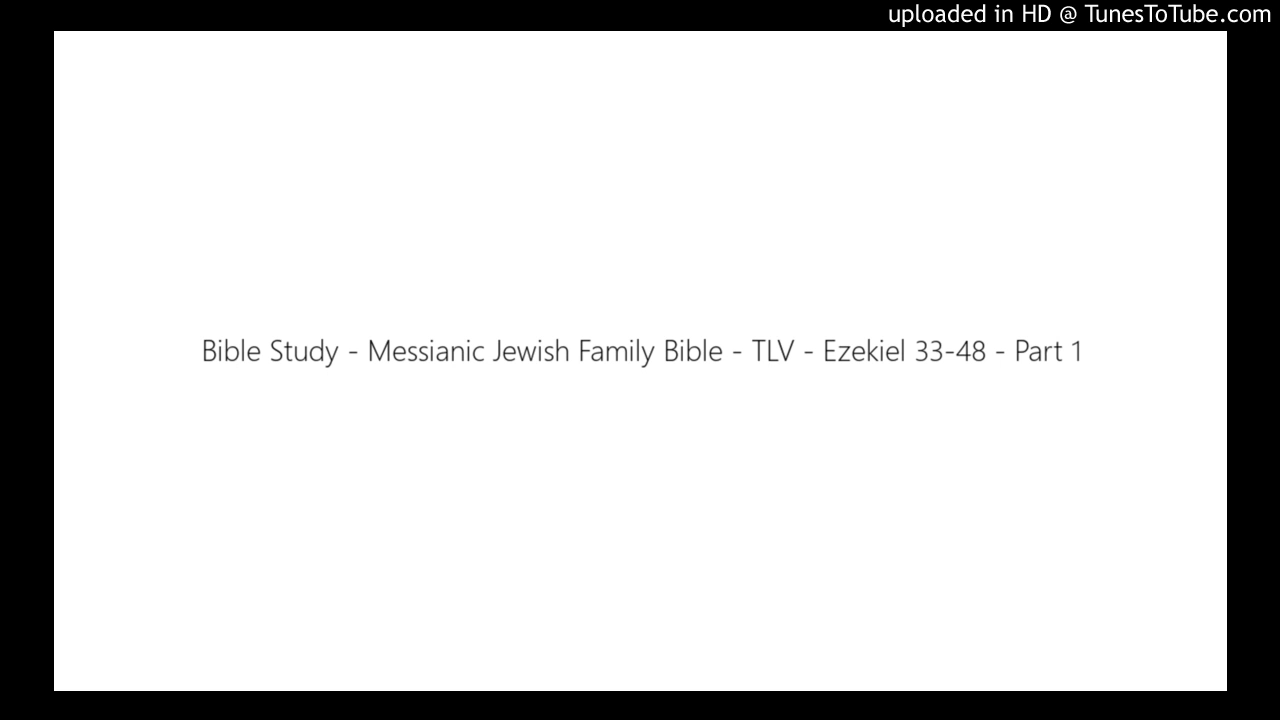 uploaded in HD @ TunesToTube.com
Bible Study - Messianic Jewish Family Bible - TLV - Ezekiel 33-48 - Part 1